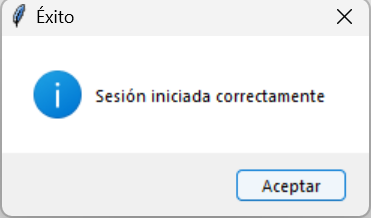 Éxito
Sesión iniciada correctamente
Aceptar